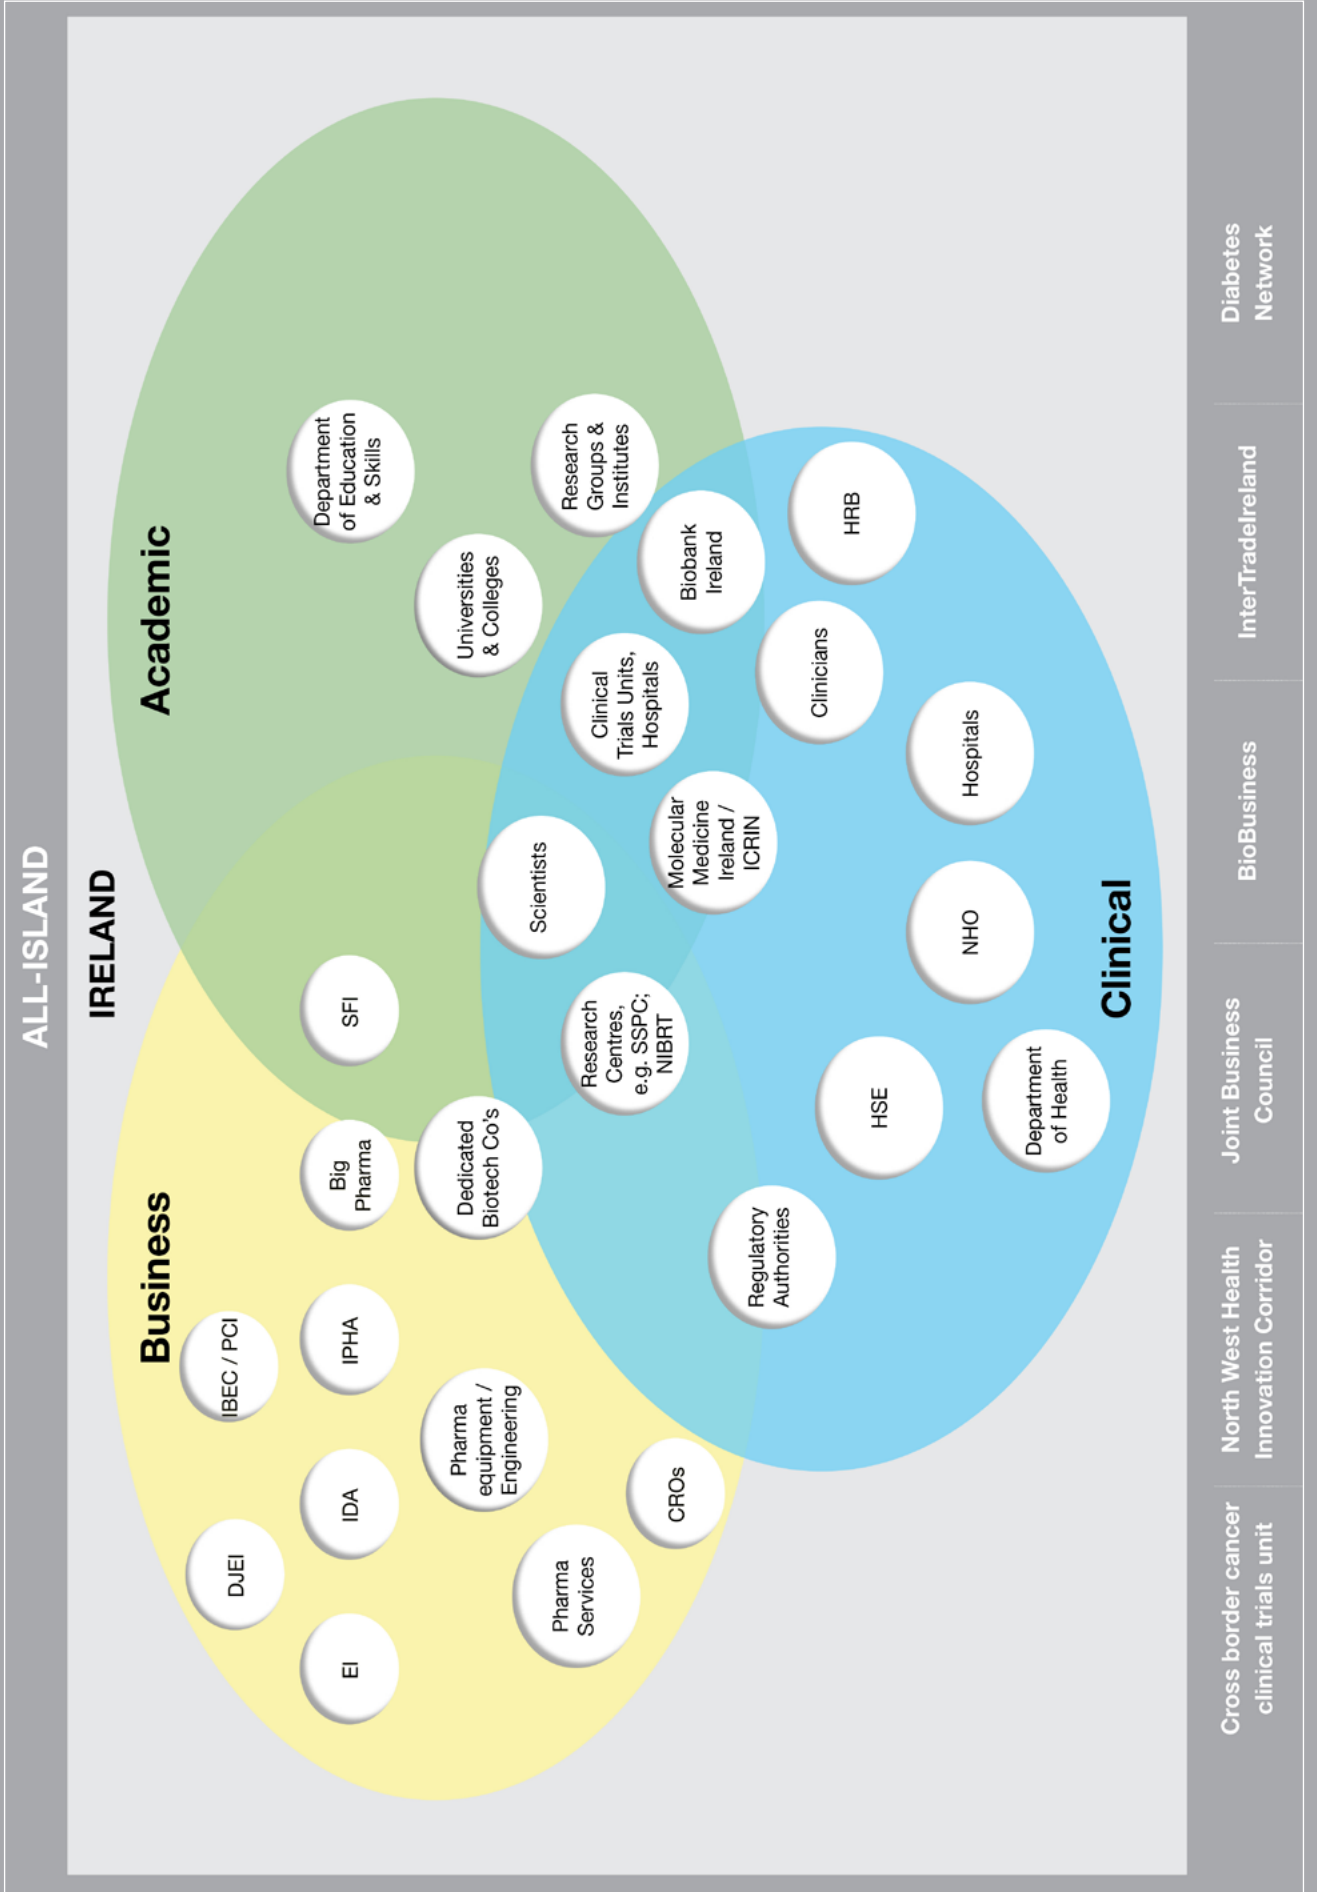 ALL-ISLAND
IRELAND
Business
Academic
IBEC / PCI
DJEI
EI
IDA
IPHA
Big
Pharma
SFI
Department
of Education
& Skills
Pharma
equipment /
Engineering
Dedicated
Biotech Co's
Universities
& Colleges
Pharma
Services
Scientists
Research
Groups &
Institutes
CROs
Research
Centres,
e.g. SSPC;
NIBRT
Clinical
Trials Units,
Hospitals
Molecular
Medicine
Ireland /
ICRIN
Biobank
Ireland
Regulatory
Authorities
Clinicians
HRB
HSE
NHO
Hospitals
Department
of Health
Clinical
Cross border cancer
clinical trials unit
North West Health
Innovation Corridor
Joint Business
Council
BioBusiness
InterTradeIreland
Diabetes
Network